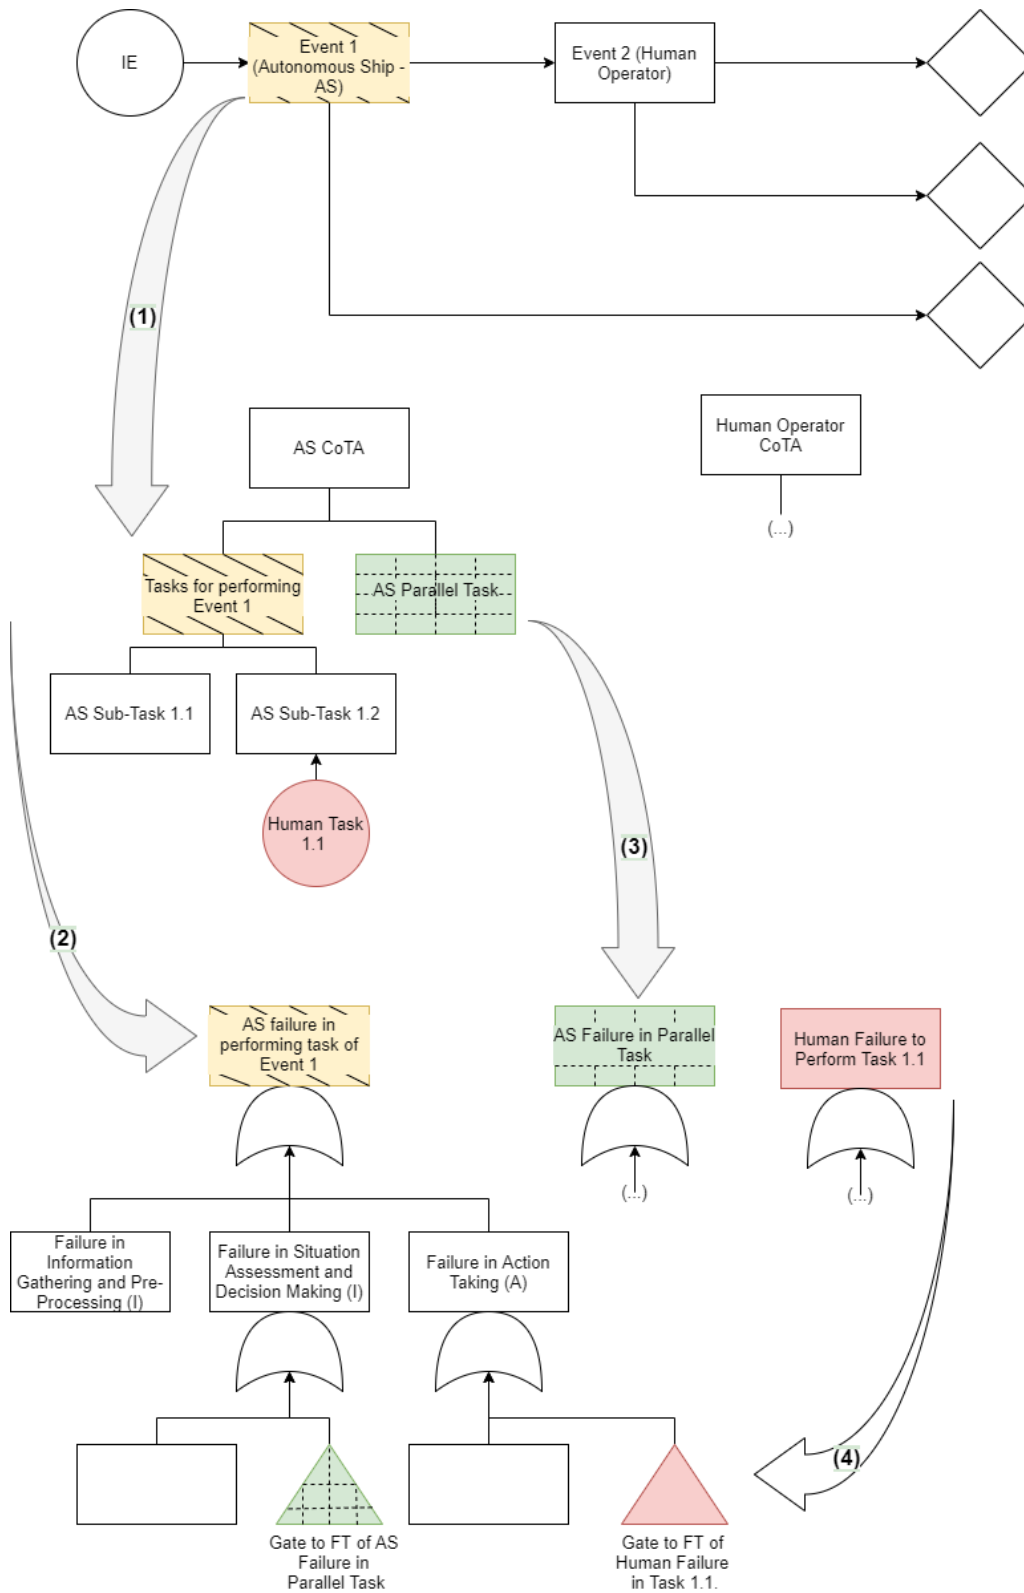 IE
Event 1
(Autonomous Ship -
AS)
Event 2 (Human
Operator)
(1)
AS CoTA
Human Operator
CoTA
(...)
Tasks for performing
Event 1
AS Parallel Task
AS Sub-Task 1.1
AS Sub-Task 1.2
Human Task
1.1
(3)
(2)
AS failure in
performing task of
Event 1
AS Failure in Parallel
Task
Human Failure to
Perform Task 1.1
(...)
(...)
Failure in
Information
Gathering and Pre-
Processing (I)
Failure in Situation
Assessment and
Decision Making (I)
Failure in Action
Taking (A)
(4)
Gate to FT of AS
Failure in
Parallel Task
Gate to FT of
Human Failure
in Task 1.1.